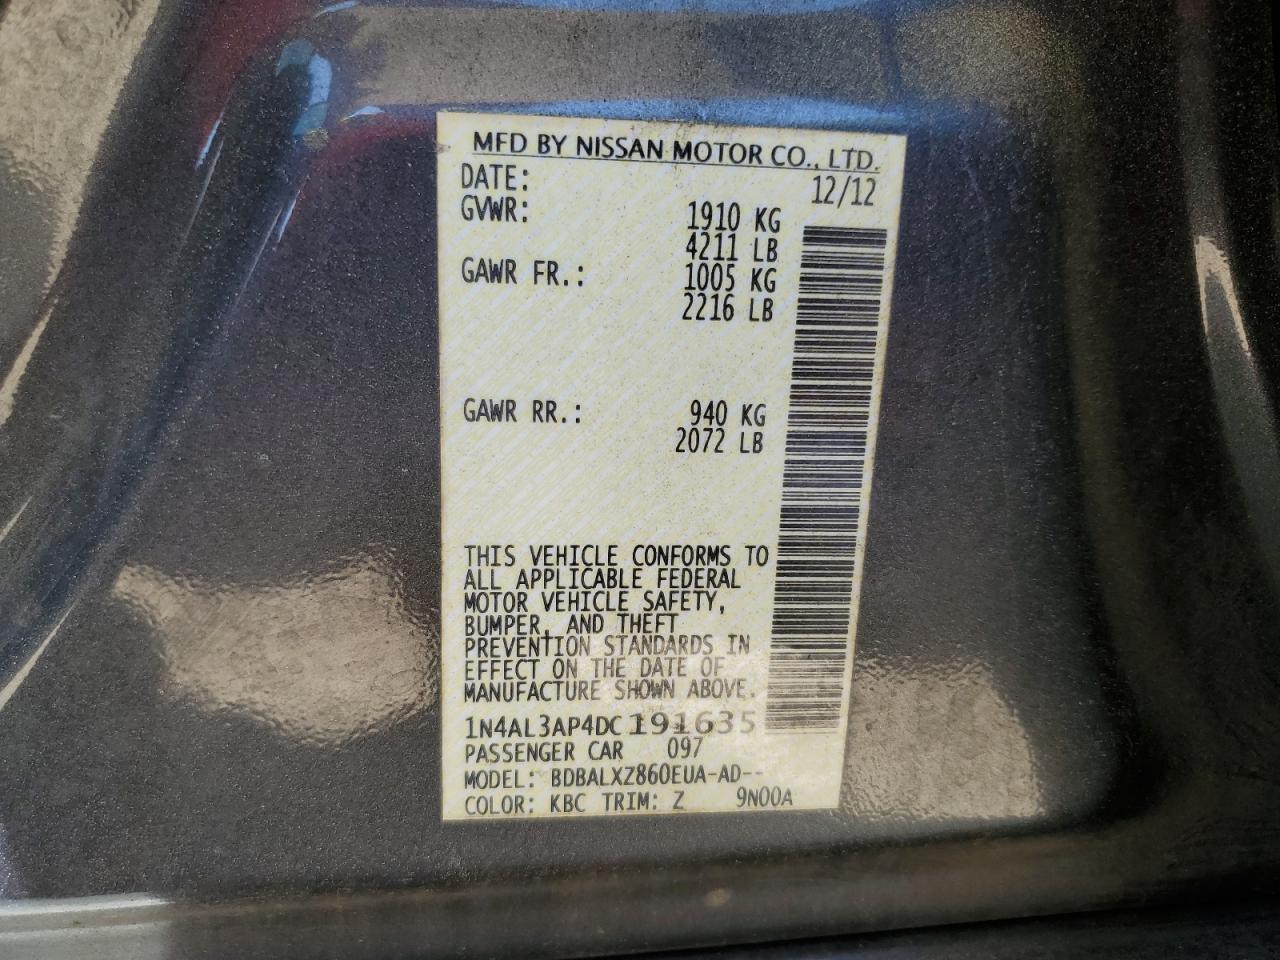 MFD BY NISSAN MOTOR CO., LTD.
DATE: 12/12
GVWR: 1910 KG
4211 LB
GAWR FR.: 1005 KG
2216 LB
GAWR RR.: 940 KG
2072 LB
THIS VEHICLE CONFORMS TO
ALL APPLICABLE FEDERAL
MOTOR VEHICLE SAFETY,
BUMPER, AND THEFT
PREVENTION STANDARDS IN
EFFECT ON THE DATE OF
MANUFACTURE SHOWN ABOVE.
1N4AL3AP4DC191635
PASSENGER CAR 097
MODEL: BDBALXZ860EUA-AD--
COLOR: KBC TRIM: Z 9N00A